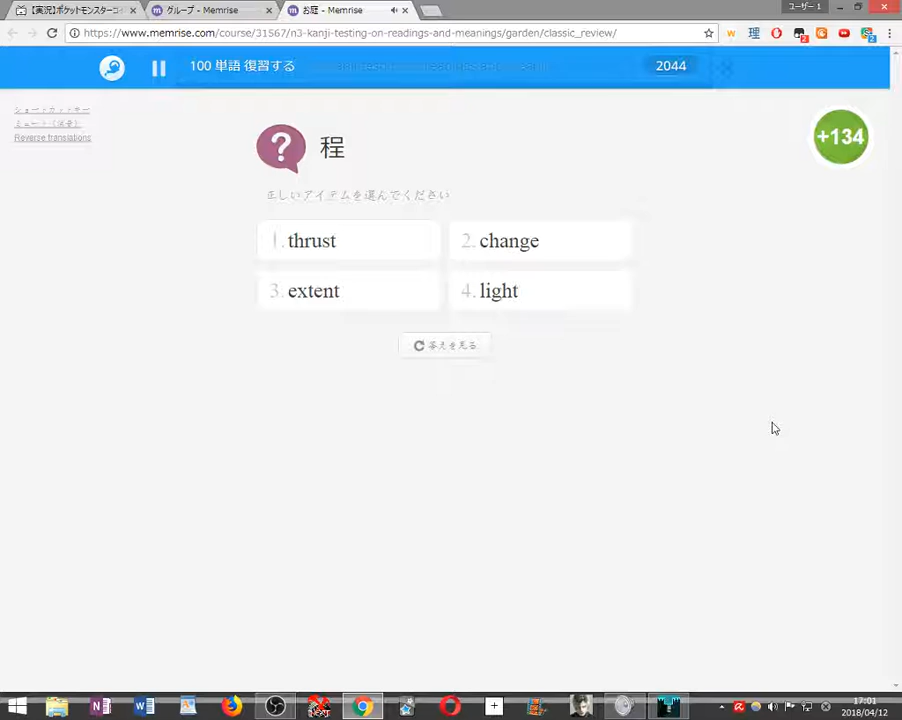 【実況】ポケットモンスターコイ
グループ - Memrise
お庭 - Memrise
ユーザー 1
https://www.memrise.com/course/31567/n3-kanji-testing-on-readings-and-meanings/garden/classic_review/
100 単語 復習する
2044
Reverse translations
+134
? 程
正しいアイテムを選んでください
1. thrust
2. change
3. extent
4. light
答えを見る
17:01
2018/04/12